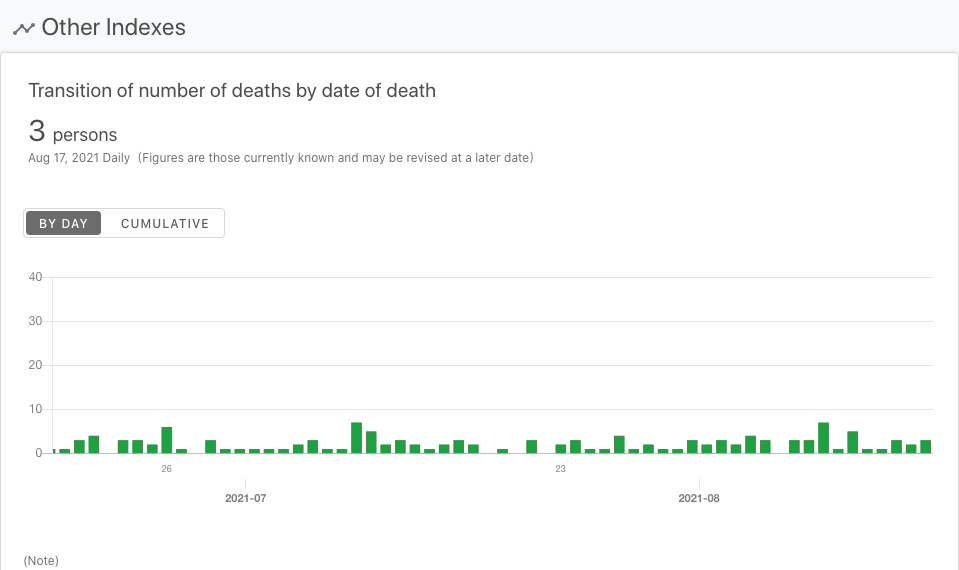 Other Indexes
Transition of number of deaths by date of death
3 persons
Aug 17, 2021 Daily (Figures are those currently known and may be revised at a later date)
BY DAY CUMULATIVE
40
30
20
10
0
26 23
2021-07 2021-08
(Note)